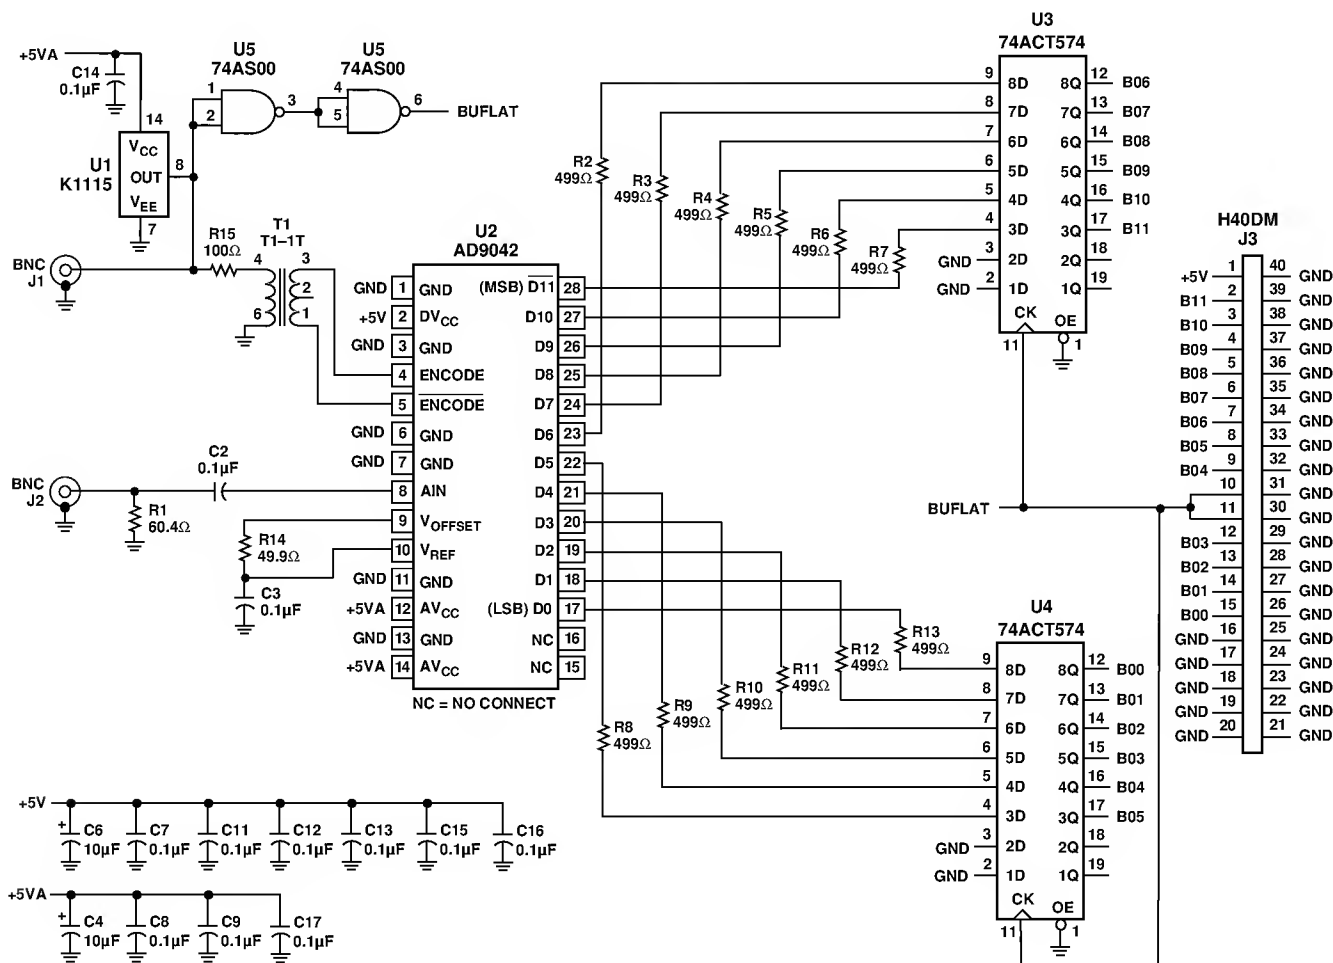 +5VA
C14
0.1µF
14
VCC
U1
K1115
OUT
8
VEE
7
U5
74AS00
1
2
3
U5
74AS00
4
5
6
BUFLAT
BNC
J1
R15
100Ω
T1
T1–1T
4
3
2
6
1
U2
AD9042
GND 1 GND
+5V 2 DVCC
GND 3 GND
4 ENCODE
5 ENCODE
GND 6 GND
GND 7 GND
8 AIN
9 VOFFSET
10 VREF
GND 11 GND
+5VA 12 AVCC
GND 13 GND
+5VA 14 AVCC
(MSB) D11 28
D10 27
D9 26
D8 25
D7 24
D6 23
D5 22
D4 21
D3 20
D2 19
D1 18
(LSB) D0 17
NC 16
NC 15
NC = NO CONNECT
BNC
J2
C2
0.1µF
R1
60.4Ω
R14
49.9Ω
C3
0.1µF
R2
499Ω
R3
499Ω
R4
499Ω
R5
499Ω
R6
499Ω
R7
499Ω
R8
499Ω
R9
499Ω
R10
499Ω
R11
499Ω
R12
499Ω
R13
499Ω
U3
74ACT574
9 8D 8Q 12 B06
8 7D 7Q 13 B07
7 6D 6Q 14 B08
6 5D 5Q 15 B09
5 4D 4Q 16 B10
4 3D 3Q 17 B11
GND 3 2D 2Q 18
GND 2 1D 1Q 19
CK
OE
11
1
BUFLAT
U4
74ACT574
9 8D 8Q 12 B00
8 7D 7Q 13 B01
7 6D 6Q 14 B02
6 5D 5Q 15 B03
5 4D 4Q 16 B04
4 3D 3Q 17 B05
GND 3 2D 2Q 18
GND 2 1D 1Q 19
CK
OE
11
1
H40DM
J3
+5V 1 40 GND
B11 2 39 GND
B10 3 38 GND
B09 4 37 GND
B08 5 36 GND
B07 6 35 GND
B06 7 34 GND
B05 8 33 GND
B04 9 32 GND
10 31 GND
11 30 GND
B03 12 29 GND
B02 13 28 GND
B01 14 27 GND
B00 15 26 GND
GND 16 25 GND
GND 17 24 GND
GND 18 23 GND
GND 19 22 GND
GND 20 21 GND
+5V
+ C6
10µF
C7
0.1µF
C11
0.1µF
C12
0.1µF
C13
0.1µF
C15
0.1µF
C16
0.1µF
+5VA
+ C4
10µF
C8
0.1µF
C9
0.1µF
C17
0.1µF